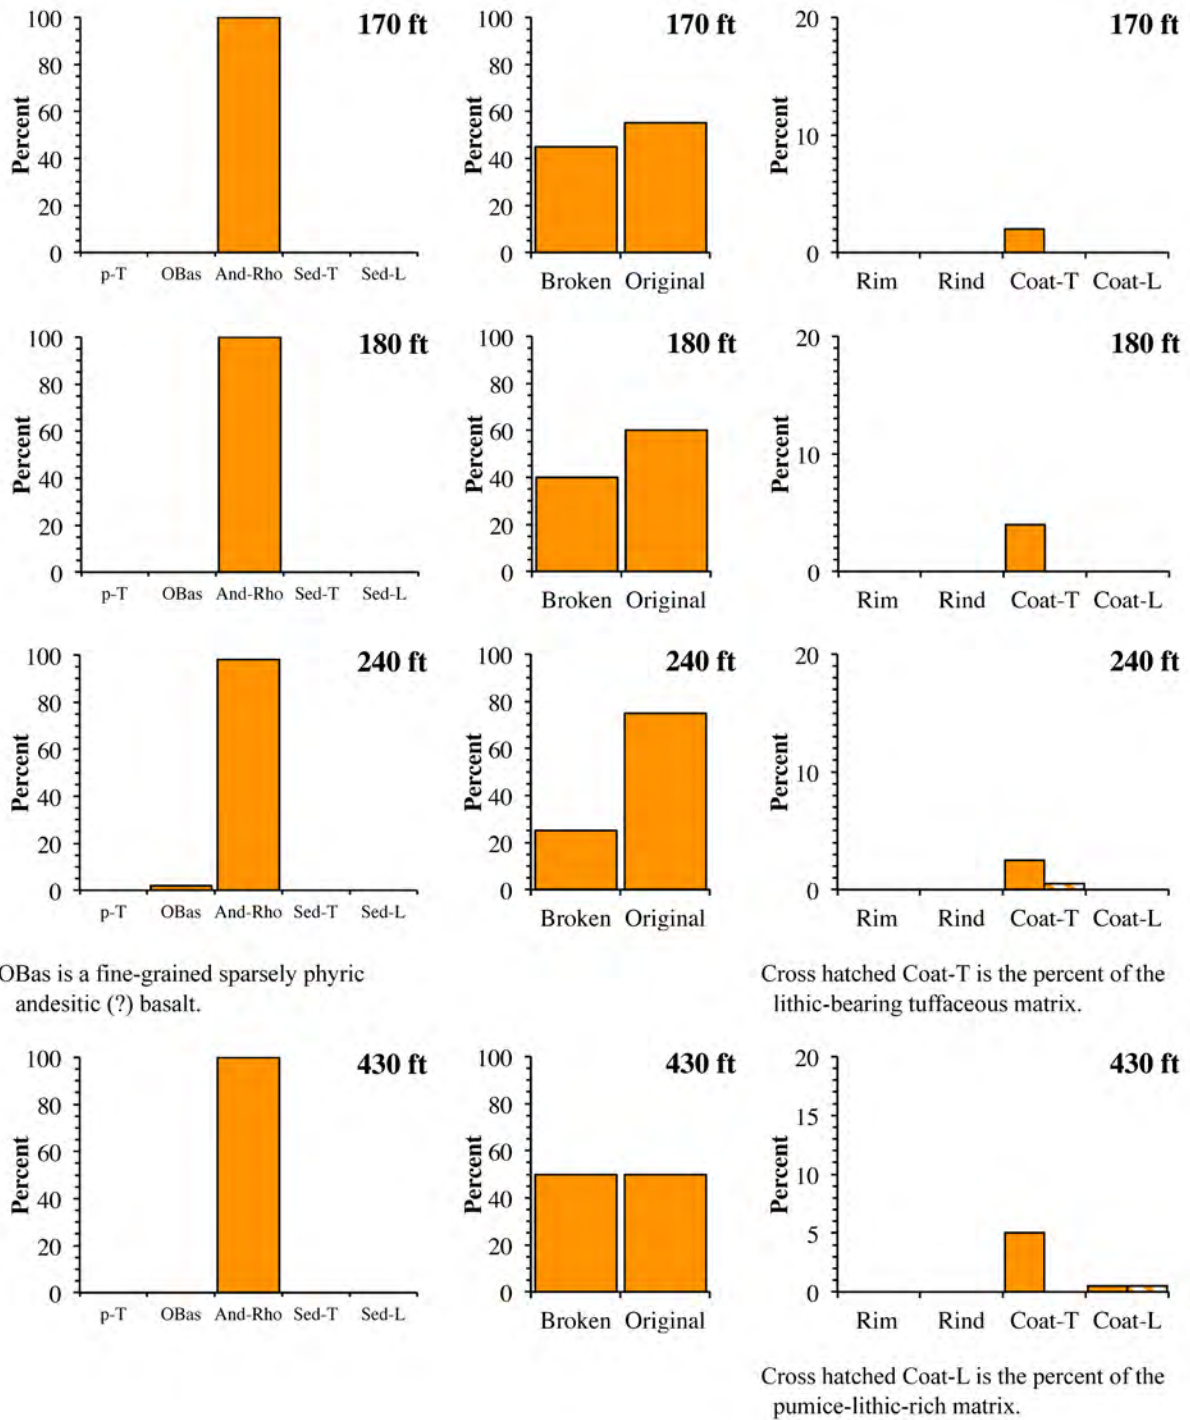 170 ft
Percent
100
80
60
40
20
0
p-T OBas And-Rho Sed-T Sed-L
170 ft
Percent
100
80
60
40
20
0
Broken Original
170 ft
Percent
20
10
0
Rim Rind Coat-T Coat-L
180 ft
Percent
100
80
60
40
20
0
p-T OBas And-Rho Sed-T Sed-L
180 ft
Percent
100
80
60
40
20
0
Broken Original
180 ft
Percent
20
10
0
Rim Rind Coat-T Coat-L
240 ft
Percent
100
80
60
40
20
0
p-T OBas And-Rho Sed-T Sed-L
240 ft
Percent
100
80
60
40
20
0
Broken Original
240 ft
Percent
20
10
0
Rim Rind Coat-T Coat-L
OBas is a fine-grained sparsely phyric
andesitic (?) basalt.
Cross hatched Coat-T is the percent of the
lithic-bearing tuffaceous matrix.
430 ft
Percent
100
80
60
40
20
0
p-T OBas And-Rho Sed-T Sed-L
430 ft
Percent
100
80
60
40
20
0
Broken Original
430 ft
Percent
20
15
10
5
0
Rim Rind Coat-T Coat-L
Cross hatched Coat-L is the percent of the
pumice-lithic-rich matrix.